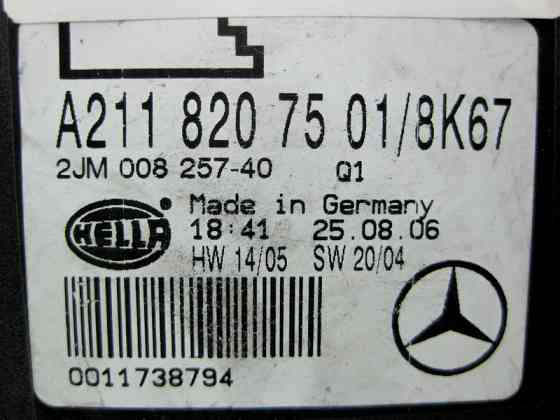 A211 820 75 01/8K67
2JM 008 257-40 Q1
HELLA
Made in Germany
18:41 25.08.06
HW 14/05 SW 20/04
0011738794